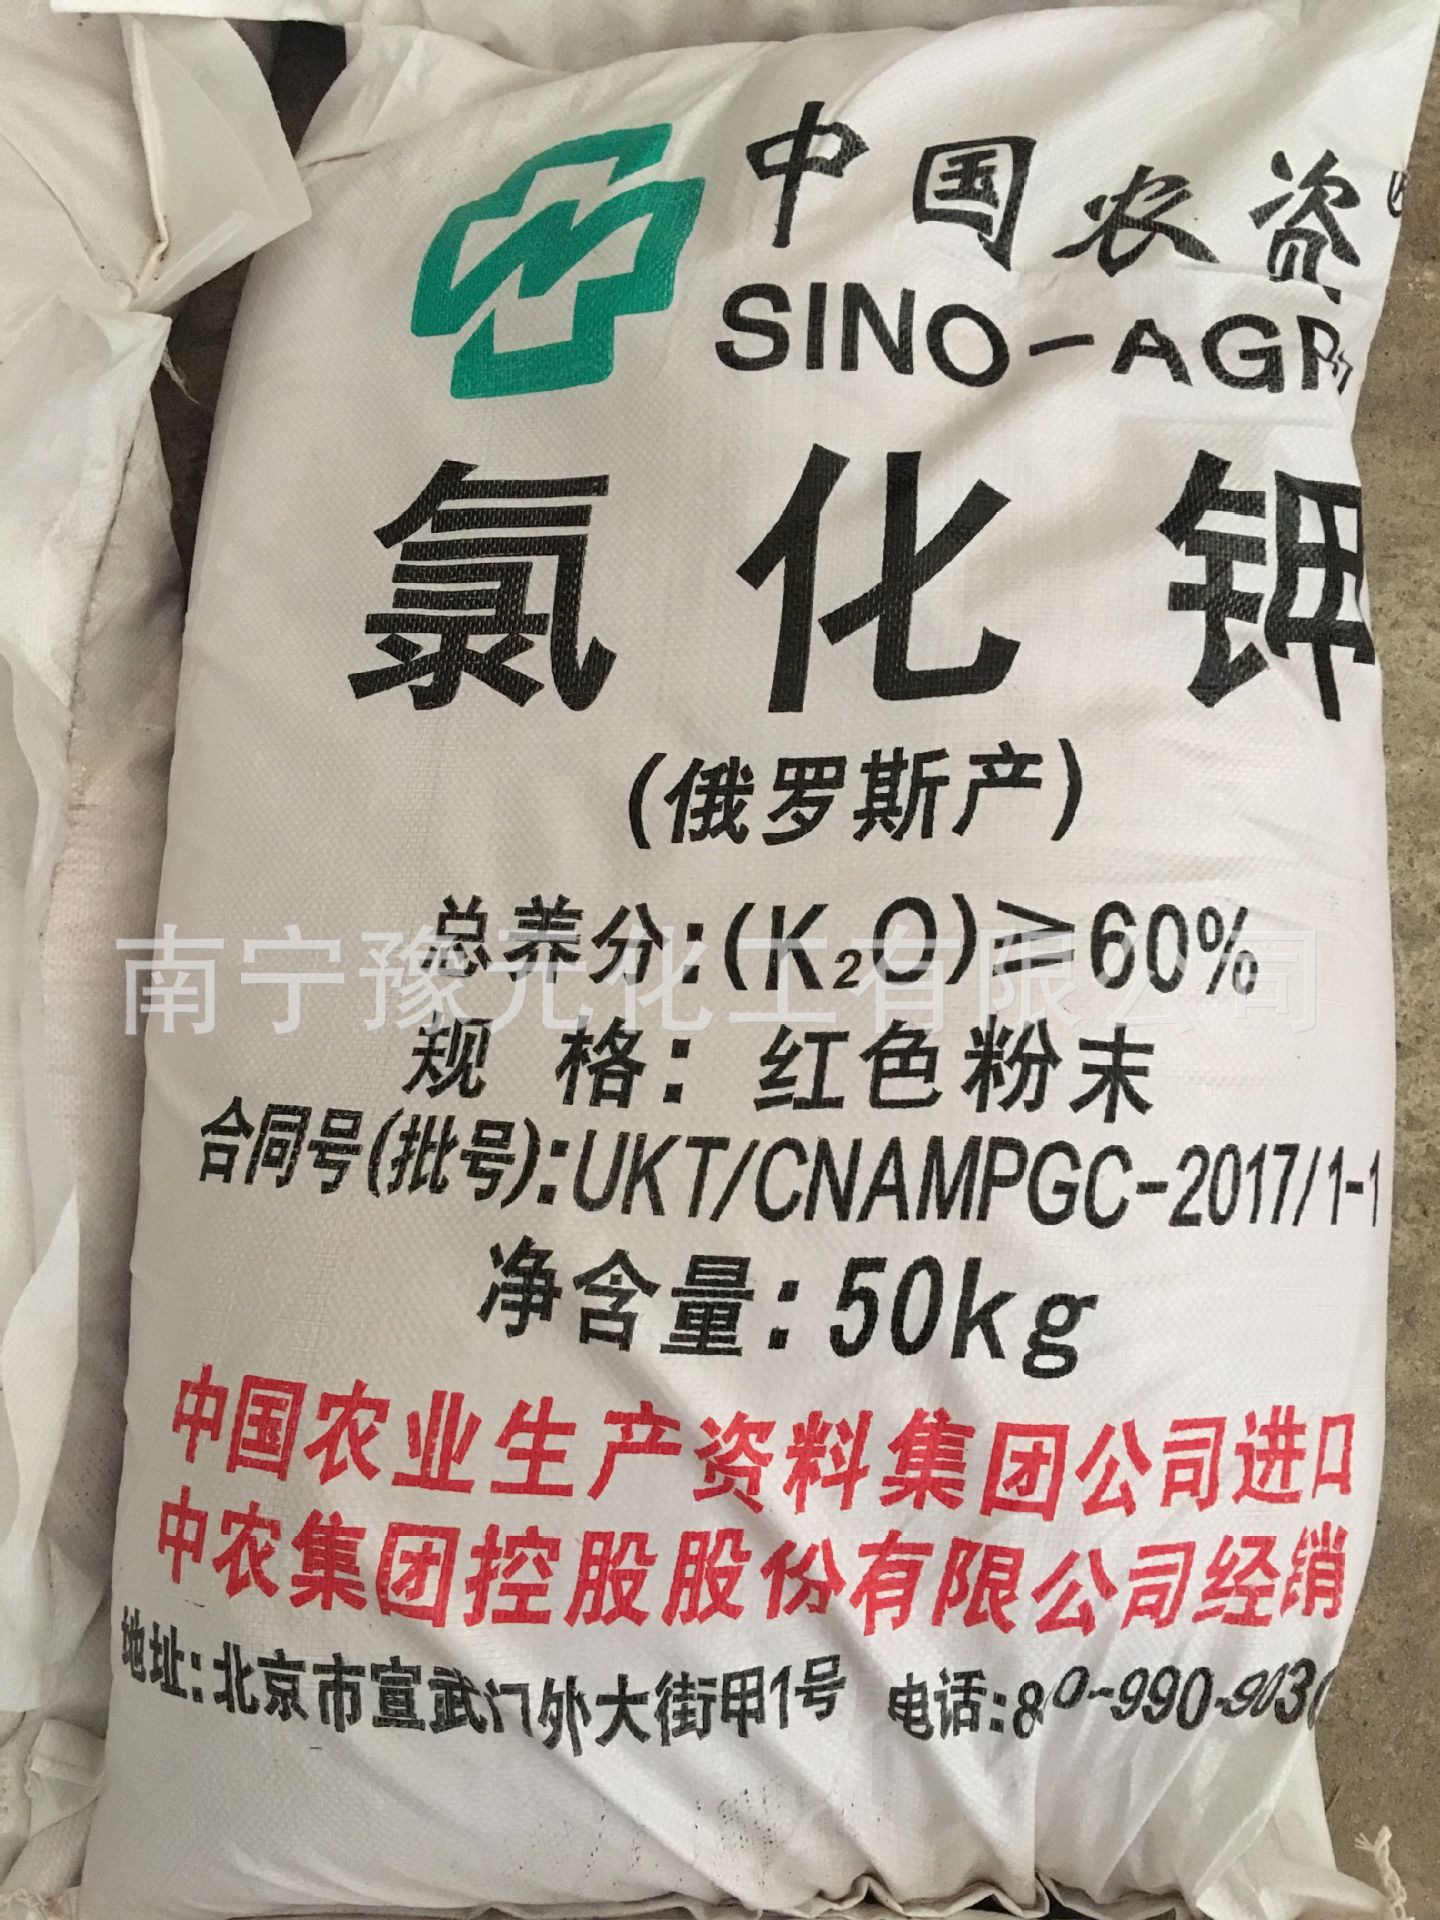 中国农资
SINO-AGR
氯化钾
(俄罗斯产)
总养分:(K₂O)≥60%
南宁豫元化工有限公司
规 格:红色粉末
合同号(批号):UKT/CNAMPGC-2017/1-1
净含量:50kg
中国农业生产资料集团公司进口
中农集团控股股份有限公司经销
地址:北京市宣武门外大街甲1号 电话: